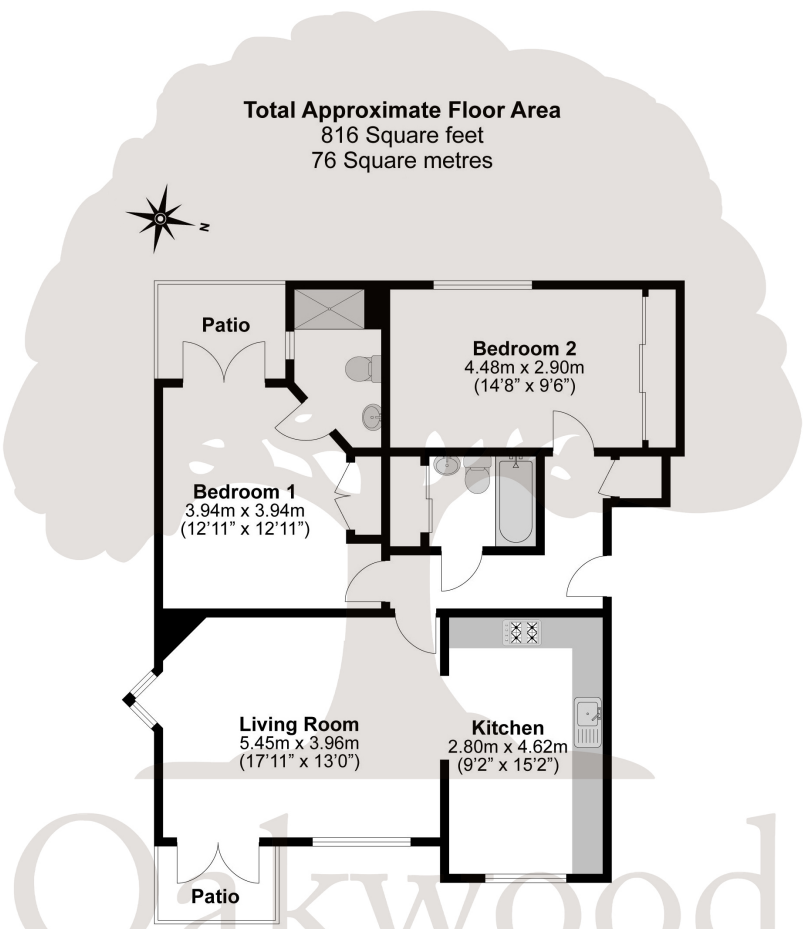 Total Approximate Floor Area
816 Square feet
76 Square metres
N
Patio
Bedroom 2
4.48m x 2.90m
(14’8” x 9’6”)
Bedroom 1
3.94m x 3.94m
(12’11” x 12’11”)
Living Room
5.45m x 3.96m
(17’11” x 13’0”)
Kitchen
2.80m x 4.62m
(9’2” x 15’2”)
Patio
Oakwood